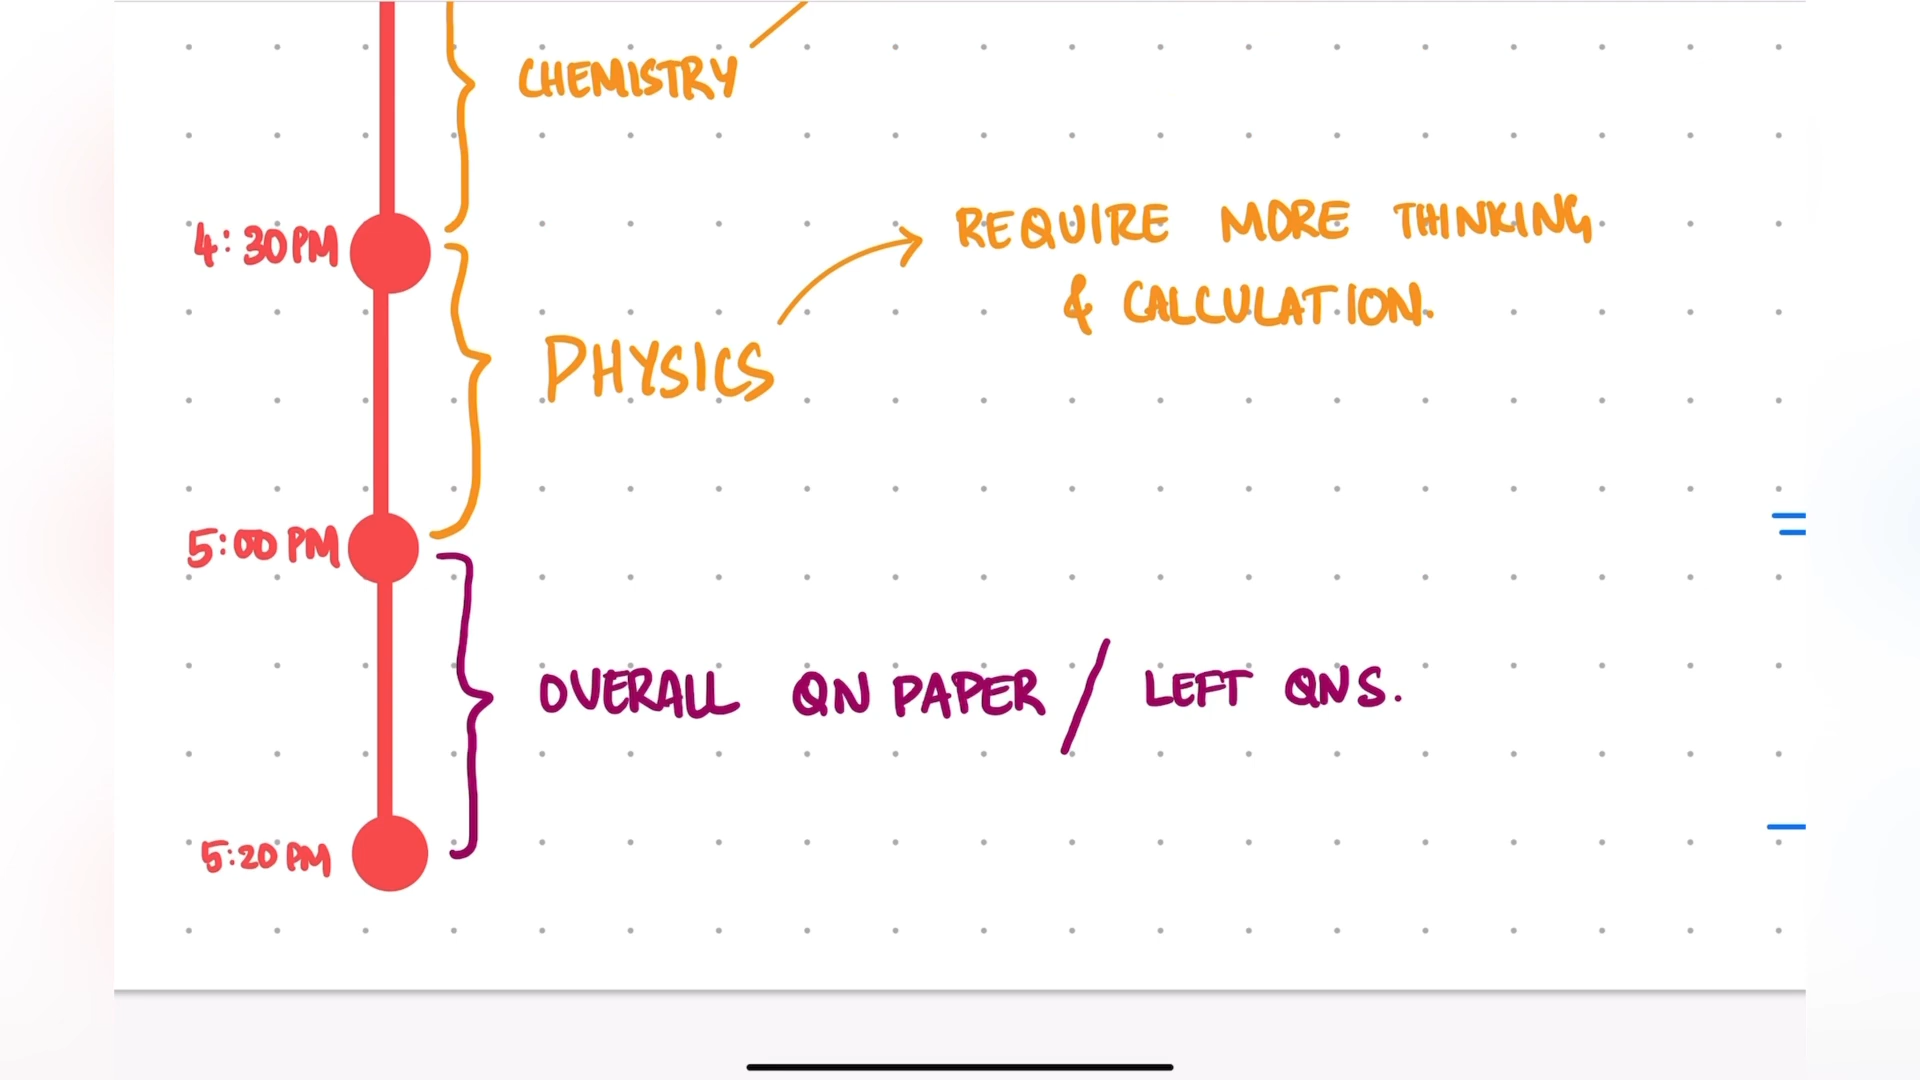 CHEMISTRY
4:30PM
REQUIRE MORE THINKING
& CALCULATION.
PHYSICS
5:00 PM
OVERALL QN PAPER / LEFT QNS.
5:20 PM